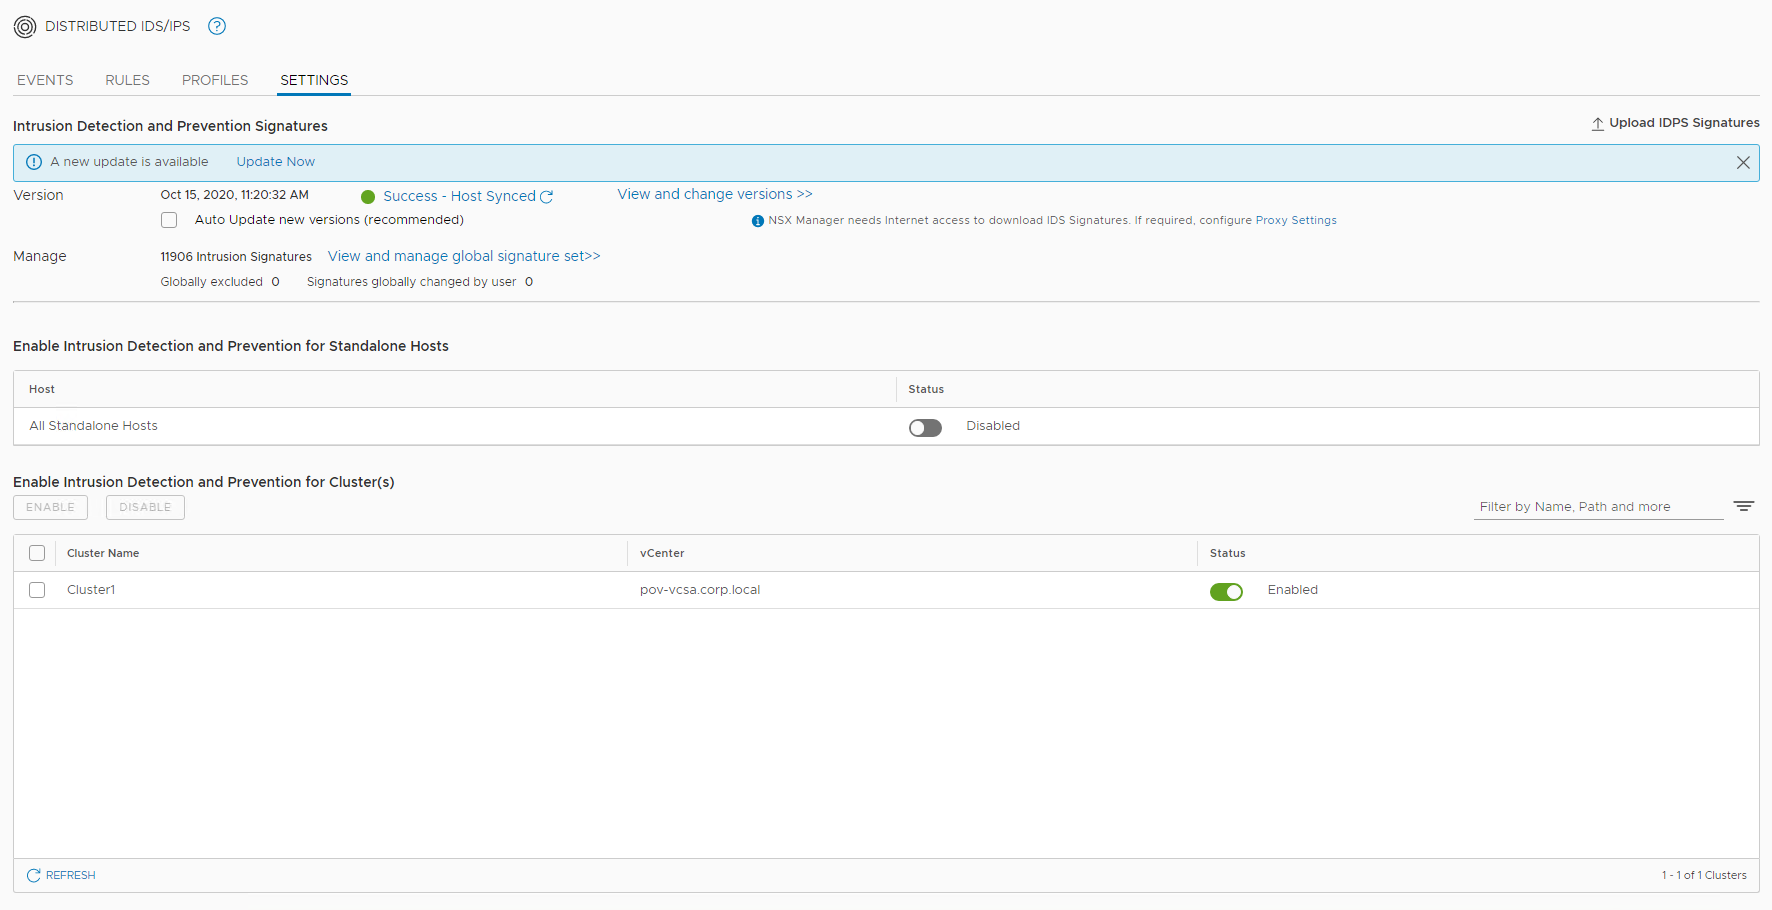 DISTRIBUTED IDS/IPS
EVENTS RULES PROFILES SETTINGS
Intrusion Detection and Prevention Signatures Upload IDPS Signatures
A new update is available Update Now
Version Oct 15, 2020, 11:20:32 AM Success - Host Synced View and change versions >>
Auto Update new versions (recommended) NSX Manager needs Internet access to download IDS Signatures. If required, configure Proxy Settings
Manage 11906 Intrusion Signatures View and manage global signature set>>
Globally excluded 0 Signatures globally changed by user 0
Enable Intrusion Detection and Prevention for Standalone Hosts
Host Status
All Standalone Hosts Disabled
Enable Intrusion Detection and Prevention for Cluster(s)
ENABLE DISABLE Filter by Name, Path and more
Cluster Name vCenter Status
Cluster1 pov-vcsa.corp.local Enabled
REFRESH 1 - 1 of 1 Clusters